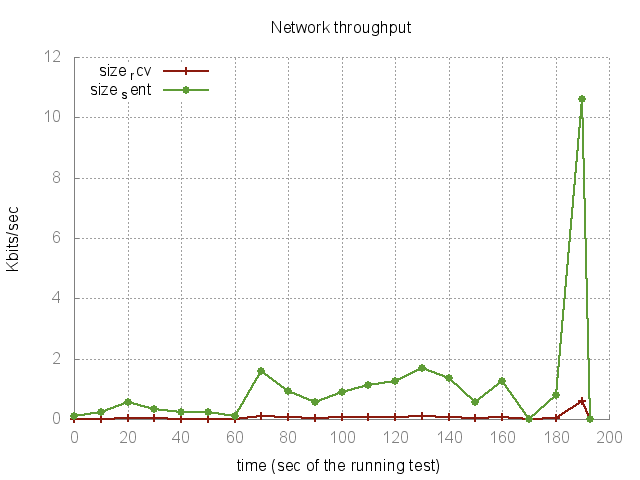 Network throughput
size rcv
size sent
Kbits/sec
12
10
8
6
4
2
0
0 20 40 60 80 100 120 140 160 180 200
time (sec of the running test)